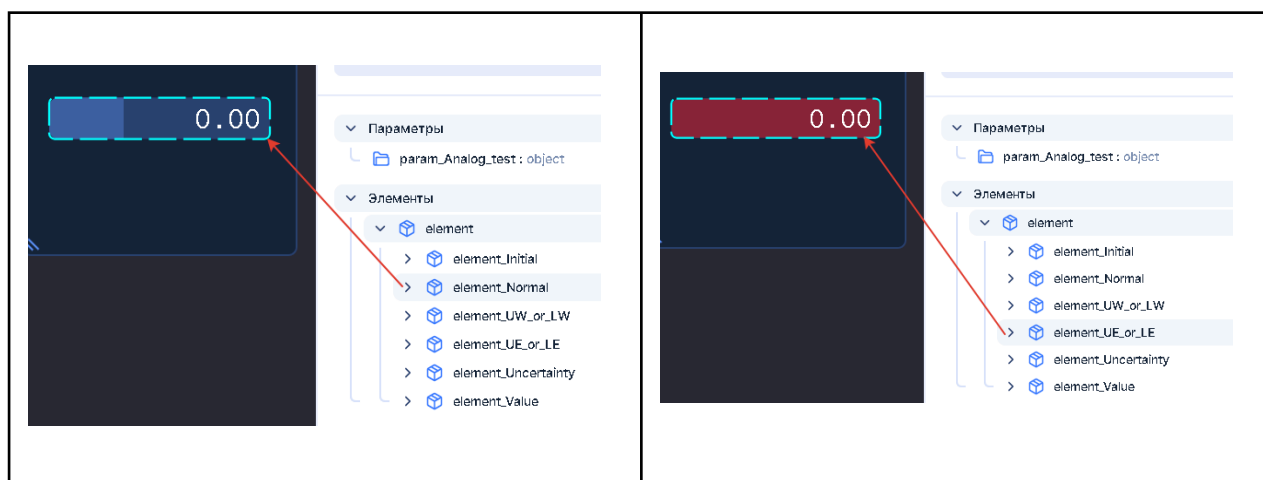 0.00
Параметры
param_Analog_test : object
Элементы
element
element_Initial
element_Normal
element_UW_or_LW
element_UE_or_LE
element_Uncertainty
element_Value
0.00
Параметры
param_Analog_test : object
Элементы
element
element_Initial
element_Normal
element_UW_or_LW
element_UE_or_LE
element_Uncertainty
element_Value